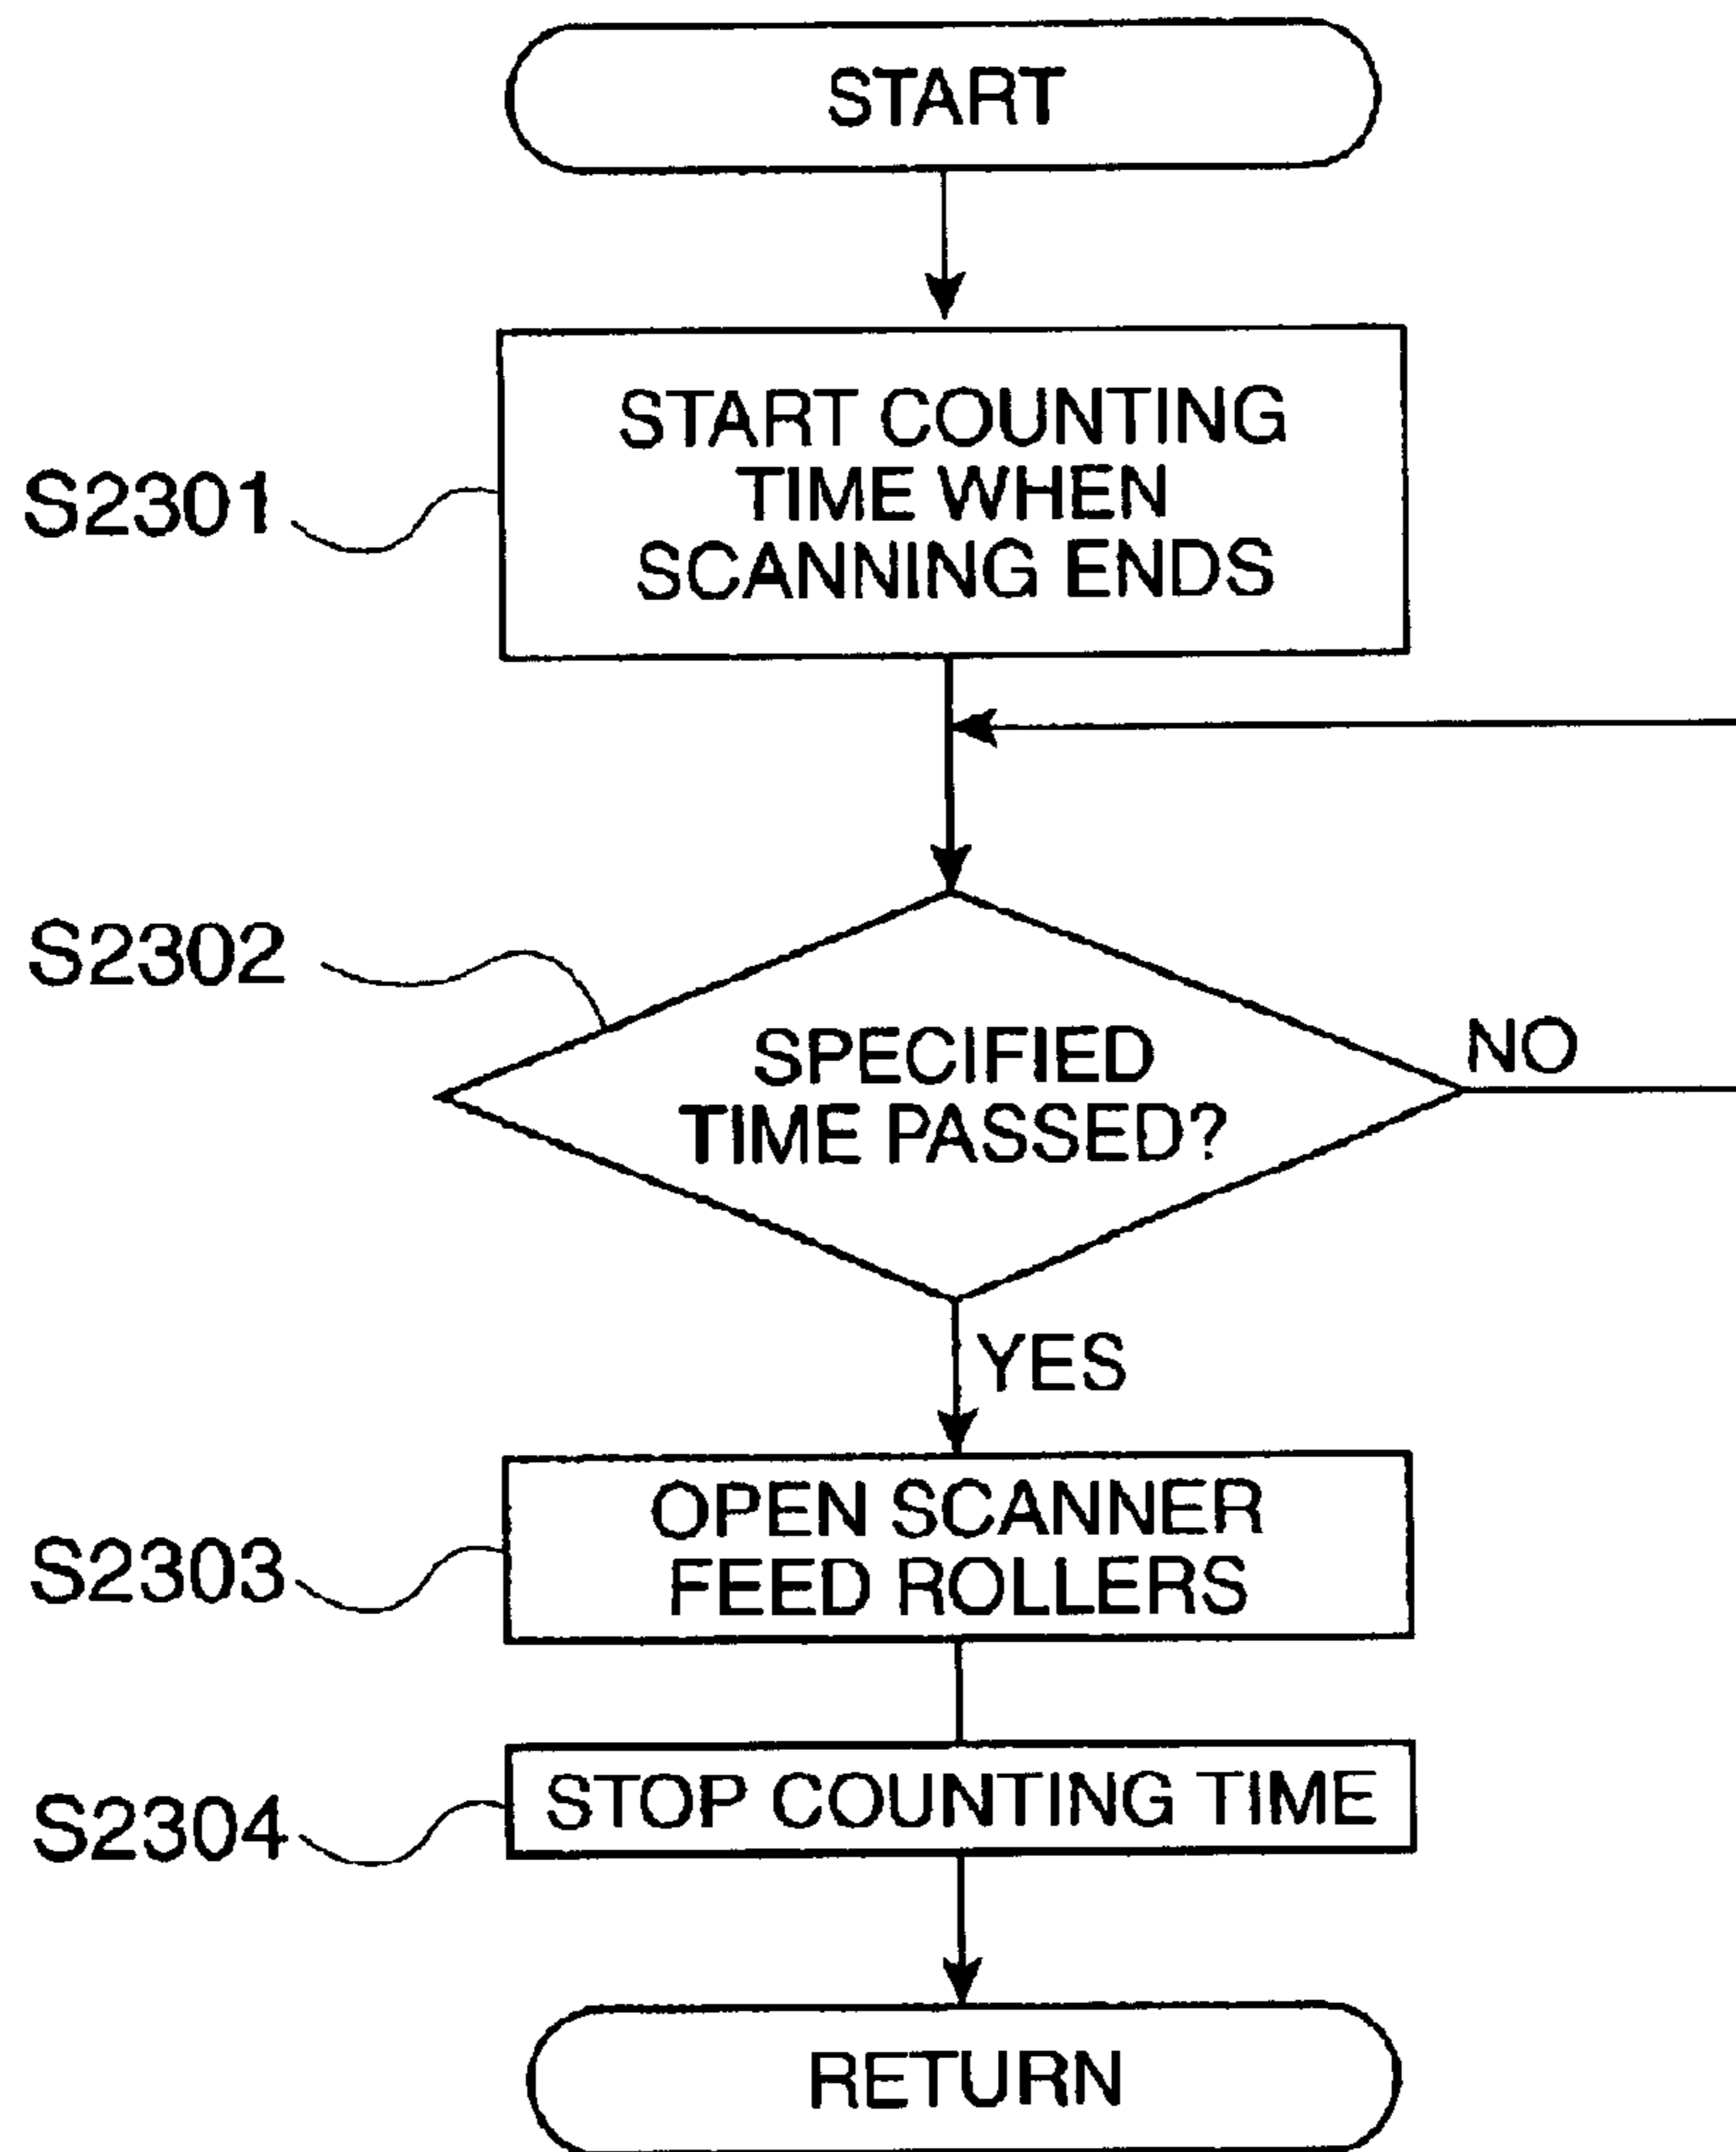 START
START COUNTING
TIME WHEN
SCANNING ENDS
S2301
S2302
SPECIFIED
TIME PASSED?
NO
YES
OPEN SCANNER
FEED ROLLERS
S2303
STOP COUNTING TIME
S2304
RETURN